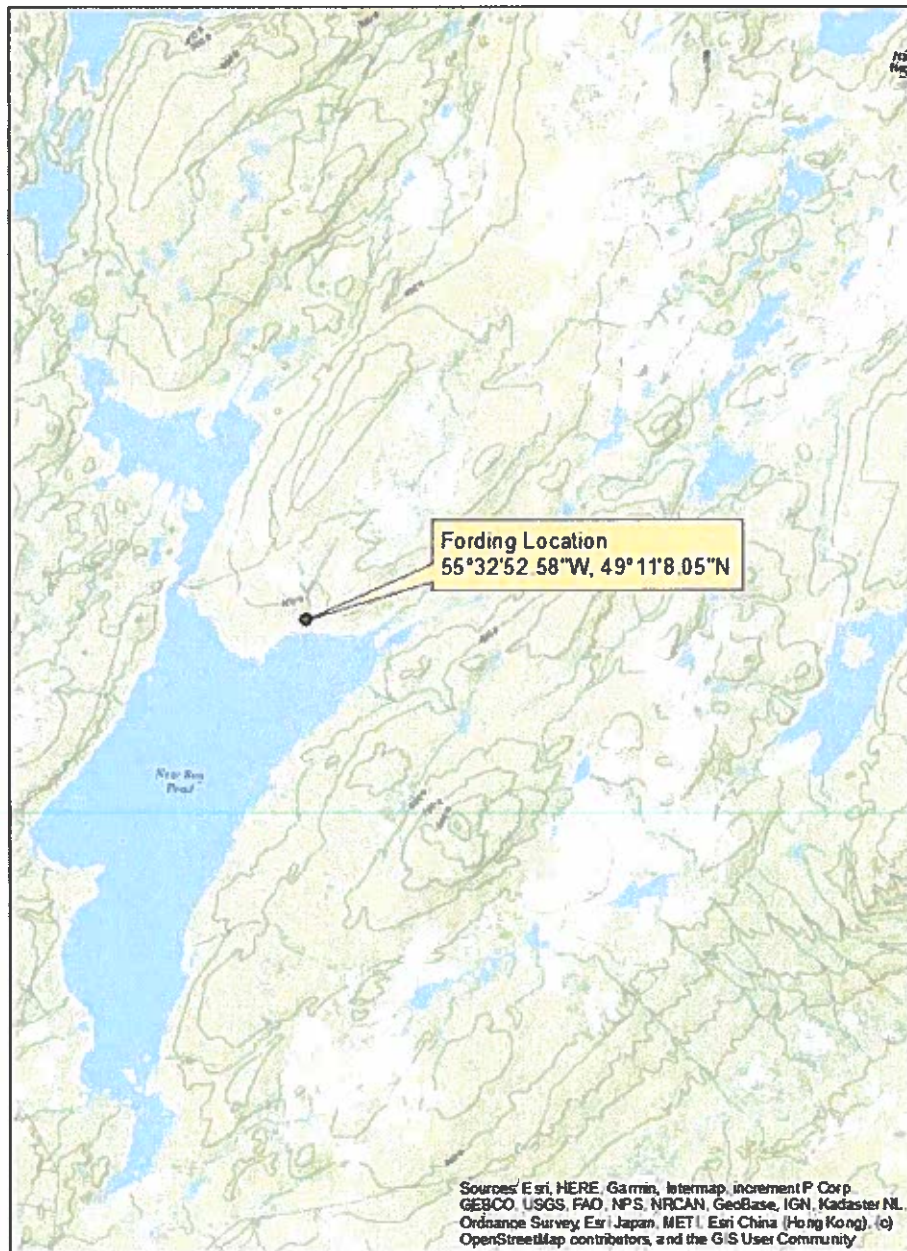 Fording Location
55°32'52.58"W, 49°11'8.05"N
New Bay
Pond
Sources: Esri, HERE, Garmin, Intermap, increment P Corp.,
GEBCO, USGS, FAO, NPS, NRCAN, GeoBase, IGN, Kadaster NL,
Ordnance Survey, Esri Japan, METI, Esri China (Hong Kong), (c)
OpenStreetMap contributors, and the GIS User Community